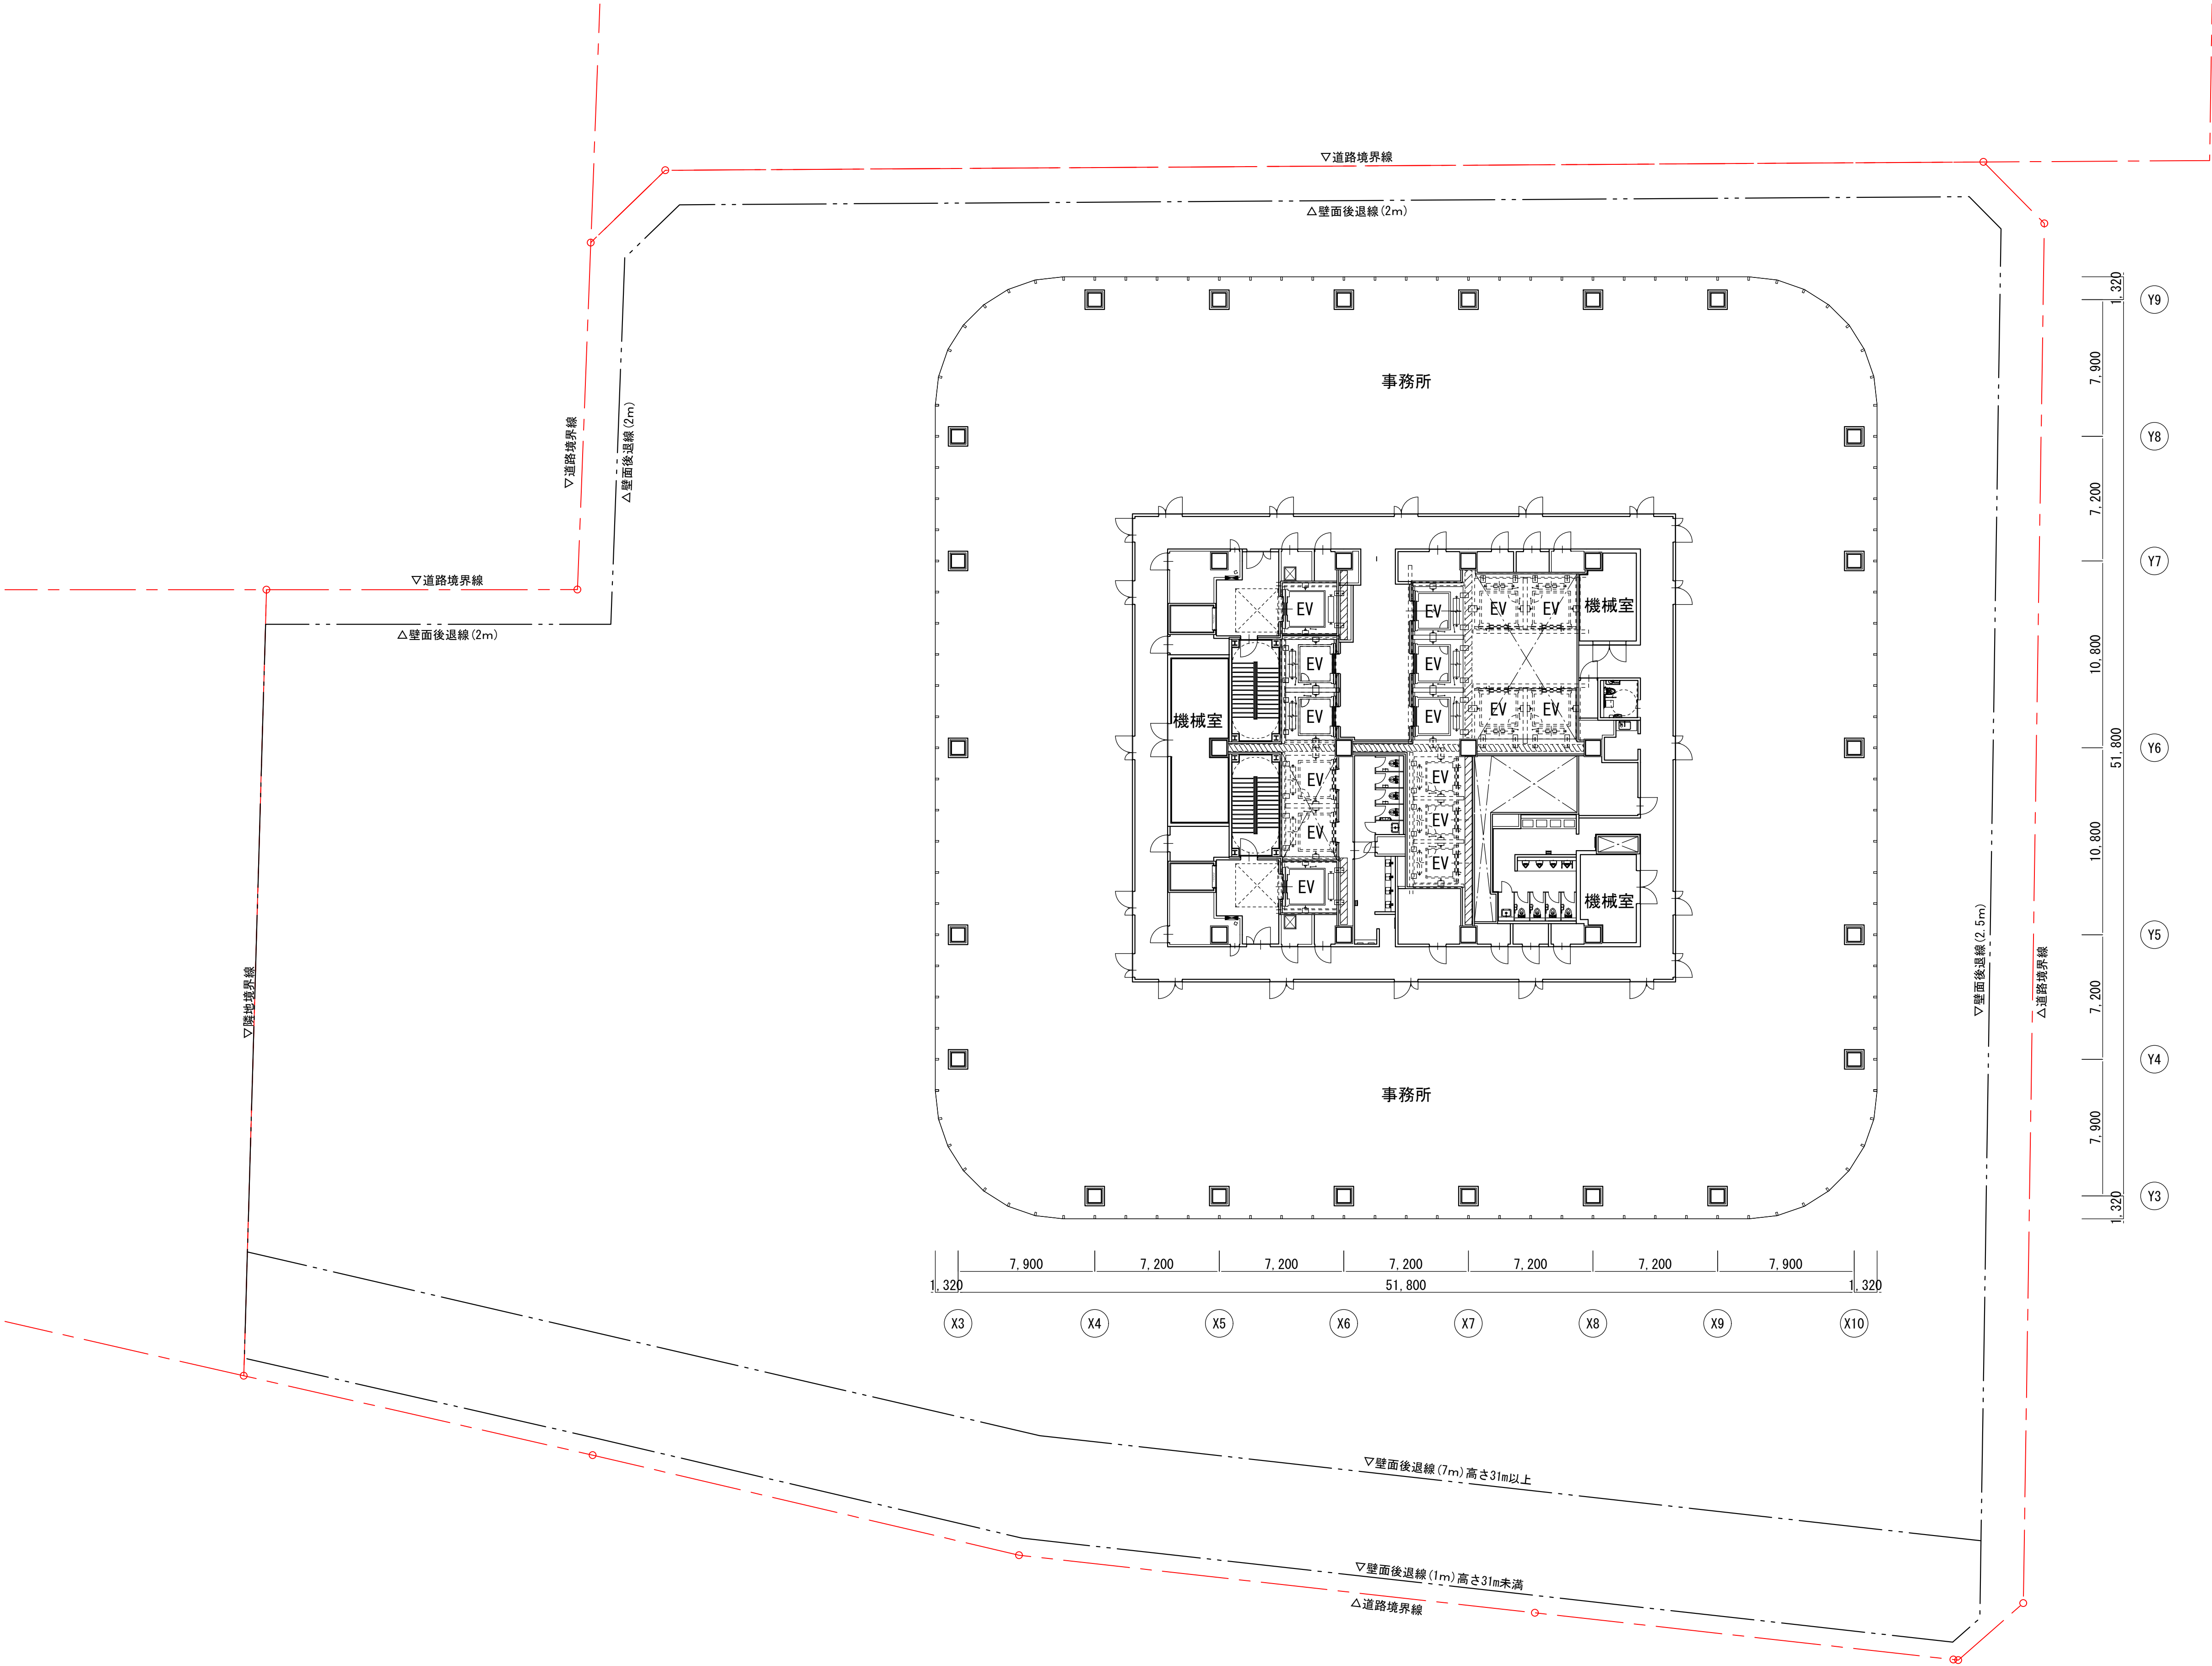 ▽道路境界線
△壁面後退線(2m)
1,320
Y9
事務所
7,900
▽道路境界線
△壁面後退線(2m)
Y8
7,200
Y7
▽道路境界線
△壁面後退線(2m)
EV
EV
EV
EV
機械室
10,800
EV
EV
機械室
EV
EV
EV
EV
51,800
Y6
EV
EV
EV
EV
10,800
EV
EV
機械室
▽壁面後退線(2.5m)
△道路境界線
Y5
▽隣地境界線
7,200
Y4
事務所
7,900
1,320
Y3
7,900
7,200
7,200
7,200
7,200
7,200
7,900
1,320
51,800
1,320
X3
X4
X5
X6
X7
X8
X9
X10
▽壁面後退線(7m)高さ31m以上
▽壁面後退線(1m)高さ31m未満
△道路境界線